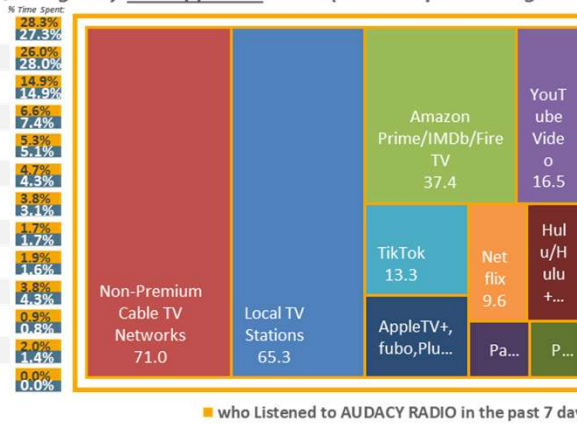 % Time Spent:
28.3%
27.3%
26.0%
28.0%
14.9%
14.9%
6.6%
7.4%
5.3%
5.1%
4.7%
4.3%
3.8%
3.1%
1.7%
1.7%
1.9%
1.6%
3.8%
4.3%
0.9%
0.8%
2.0%
1.4%
0.0%
0.0%
Non-Premium
Cable TV
Networks
71.0
Local TV
Stations
65.3
Amazon
Prime/IMDb/Fire
TV
37.4
YouT
ube
Vide
o
16.5
TikTok
13.3
Net
flix
9.6
Hul
u/H
ulu
+...
AppleTV+,
fubo,Plu...
Pa...
P...
who Listened to AUDACY RADIO in the past 7 da